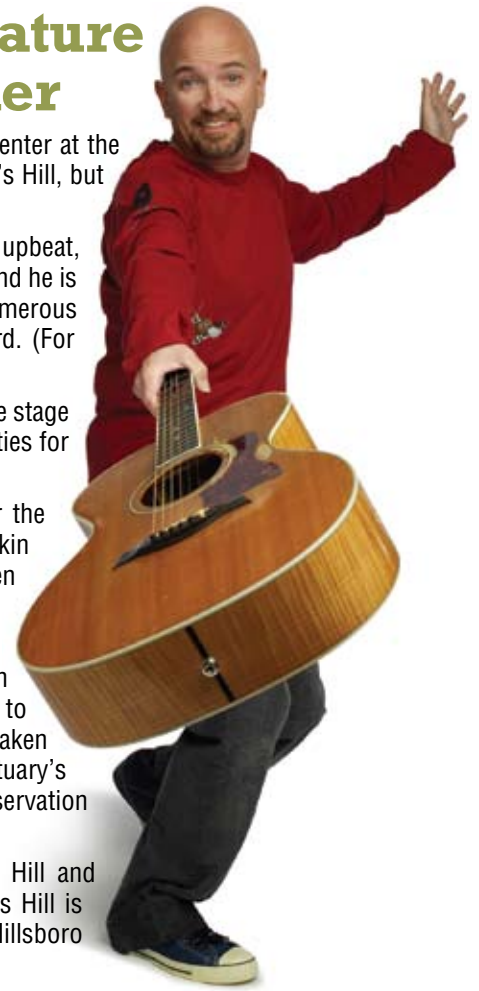 ature
er
enter at the
's Hill, but
upbeat,
nd he is
merous
rd. (For
e stage
ties for
r the
kin
en
n
to
aken
tuary's
servation
Hill and
s Hill is
Hillsboro